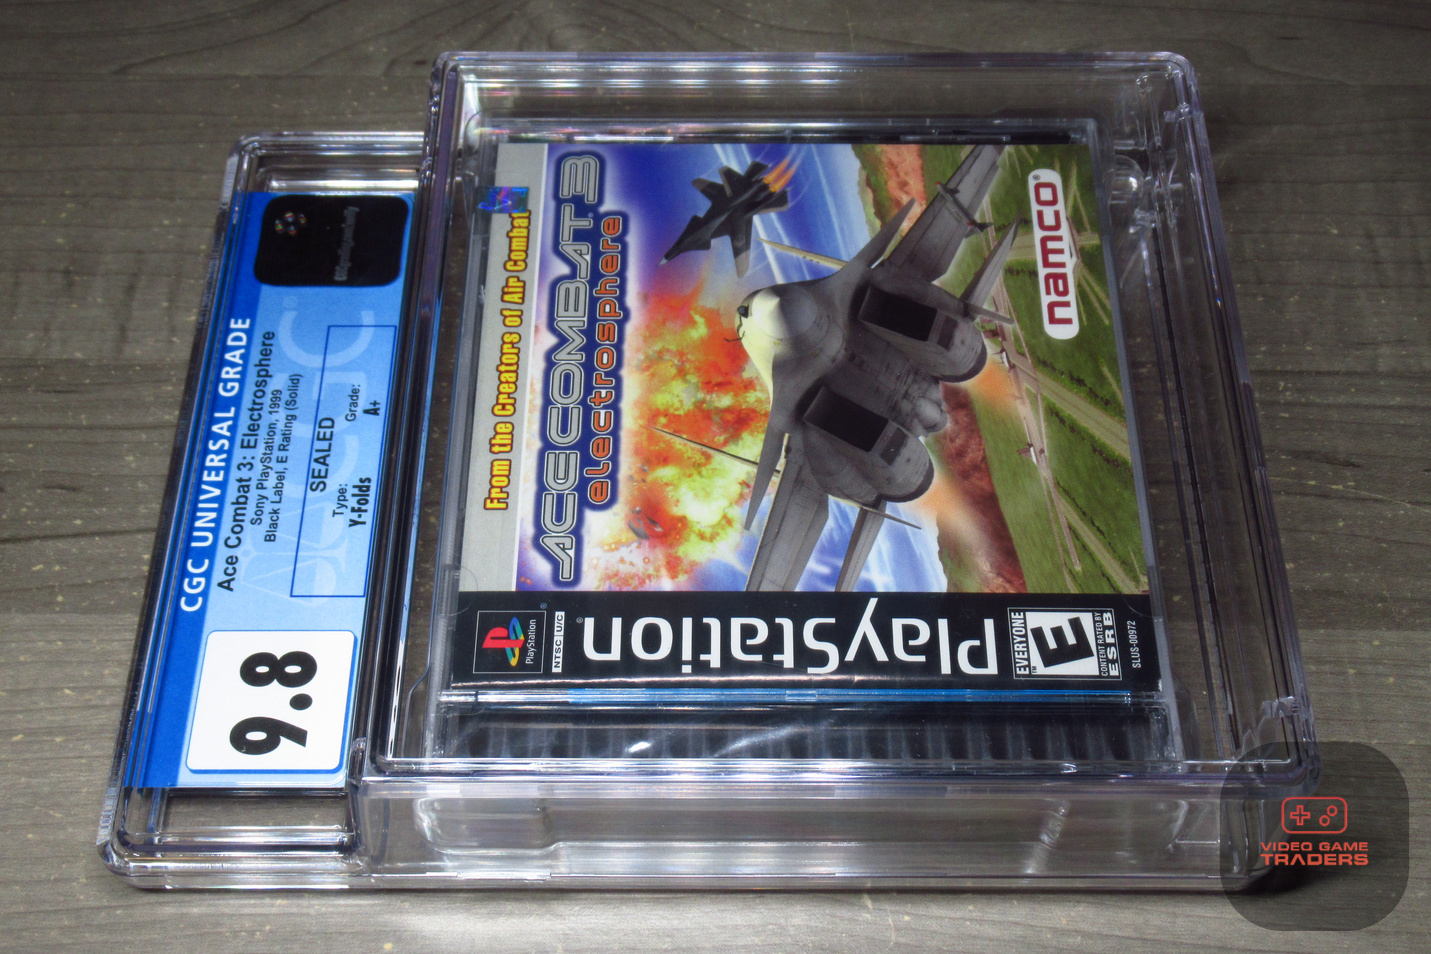 CGC UNIVERSAL GRADE
Ace Combat 3: Electrosphere
Sony PlayStation, 1999
Black Label, E Rating (Solid)
SEALED
Type:
Grade:
Y-Folds
A+
9.8
CGC
From the Creators of Air Combat
ACE COMBAT 3
electrosphere
namco®
PlayStation
NTSC U/C
PlayStation
EVERYONE
E
CONTENT RATED BY
ESRB
SLUS-00972
VIDEO GAME
TRADERS